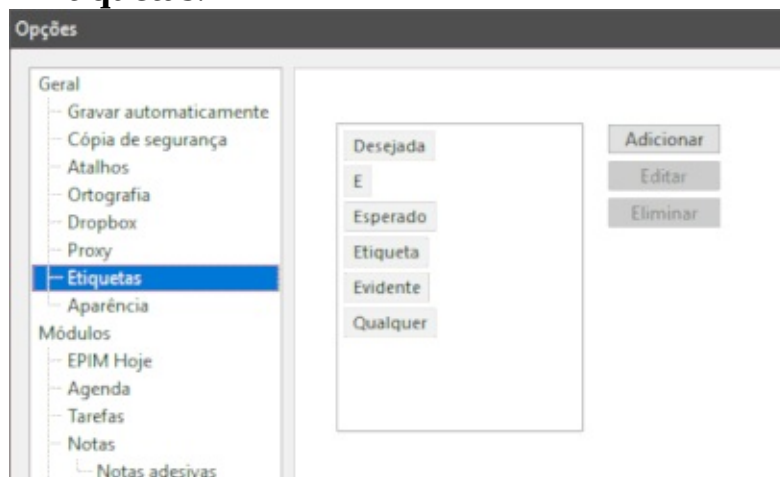 Opções
Geral
Gravar automaticamente
Cópia de segurança
Atalhos
Ortografia
Dropbox
Proxy
Etiquetas
Aparência
Módulos
EPIM Hoje
Agenda
Tarefas
Notas
Notas adesivas
Desejada
E
Esperado
Etiqueta
Evidente
Qualquer
Adicionar
Editar
Eliminar